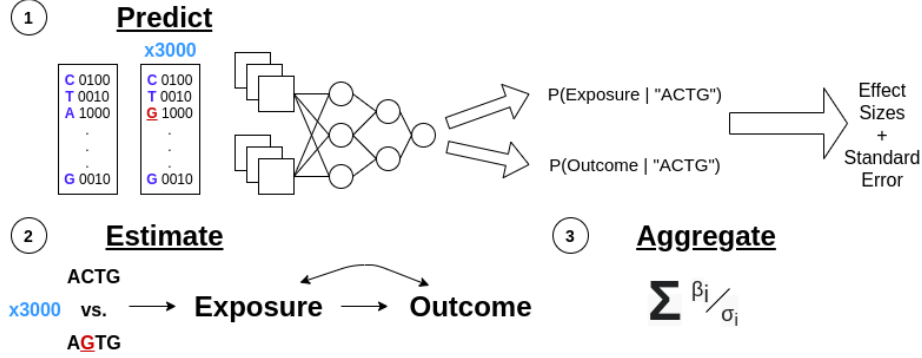 1
Predict
x3000
C 0100
T 0010
A 1000
.
.
.
G 0010
C 0100
T 0010
G 1000
.
.
.
G 0010
P(Exposure | "ACTG")
P(Outcome | "ACTG")
Effect
Sizes
+
Standard
Error
2
Estimate
ACTG
x3000 vs.
AGTG
Exposure
Outcome
3
Aggregate
Σ βi/σi